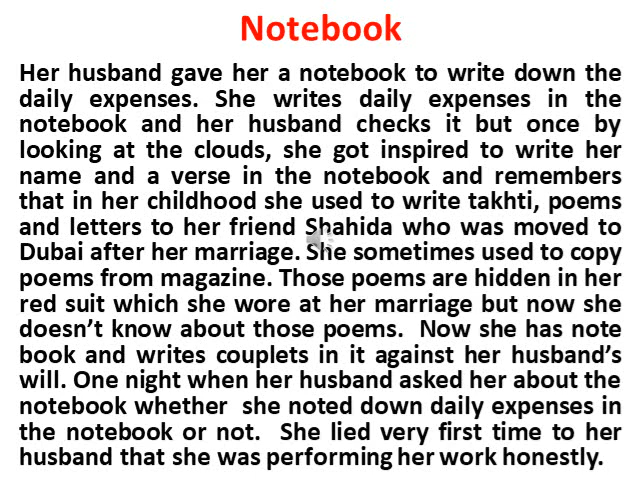 Notebook
Her husband gave her a notebook to write down the
daily expenses. She writes daily expenses in the
notebook and her husband checks it but once by
looking at the clouds, she got inspired to write her
name and a verse in the notebook and remembers
that in her childhood she used to write takhti, poems
and letters to her friend Shahida who was moved to
Dubai after her marriage. She sometimes used to copy
poems from magazine. Those poems are hidden in her
red suit which she wore at her marriage but now she
doesn’t know about those poems.  Now she has note
book and writes couplets in it against her husband’s
will. One night when her husband asked her about the
notebook whether  she noted down daily expenses in
the notebook or not.  She lied very first time to her
husband that she was performing her work honestly.